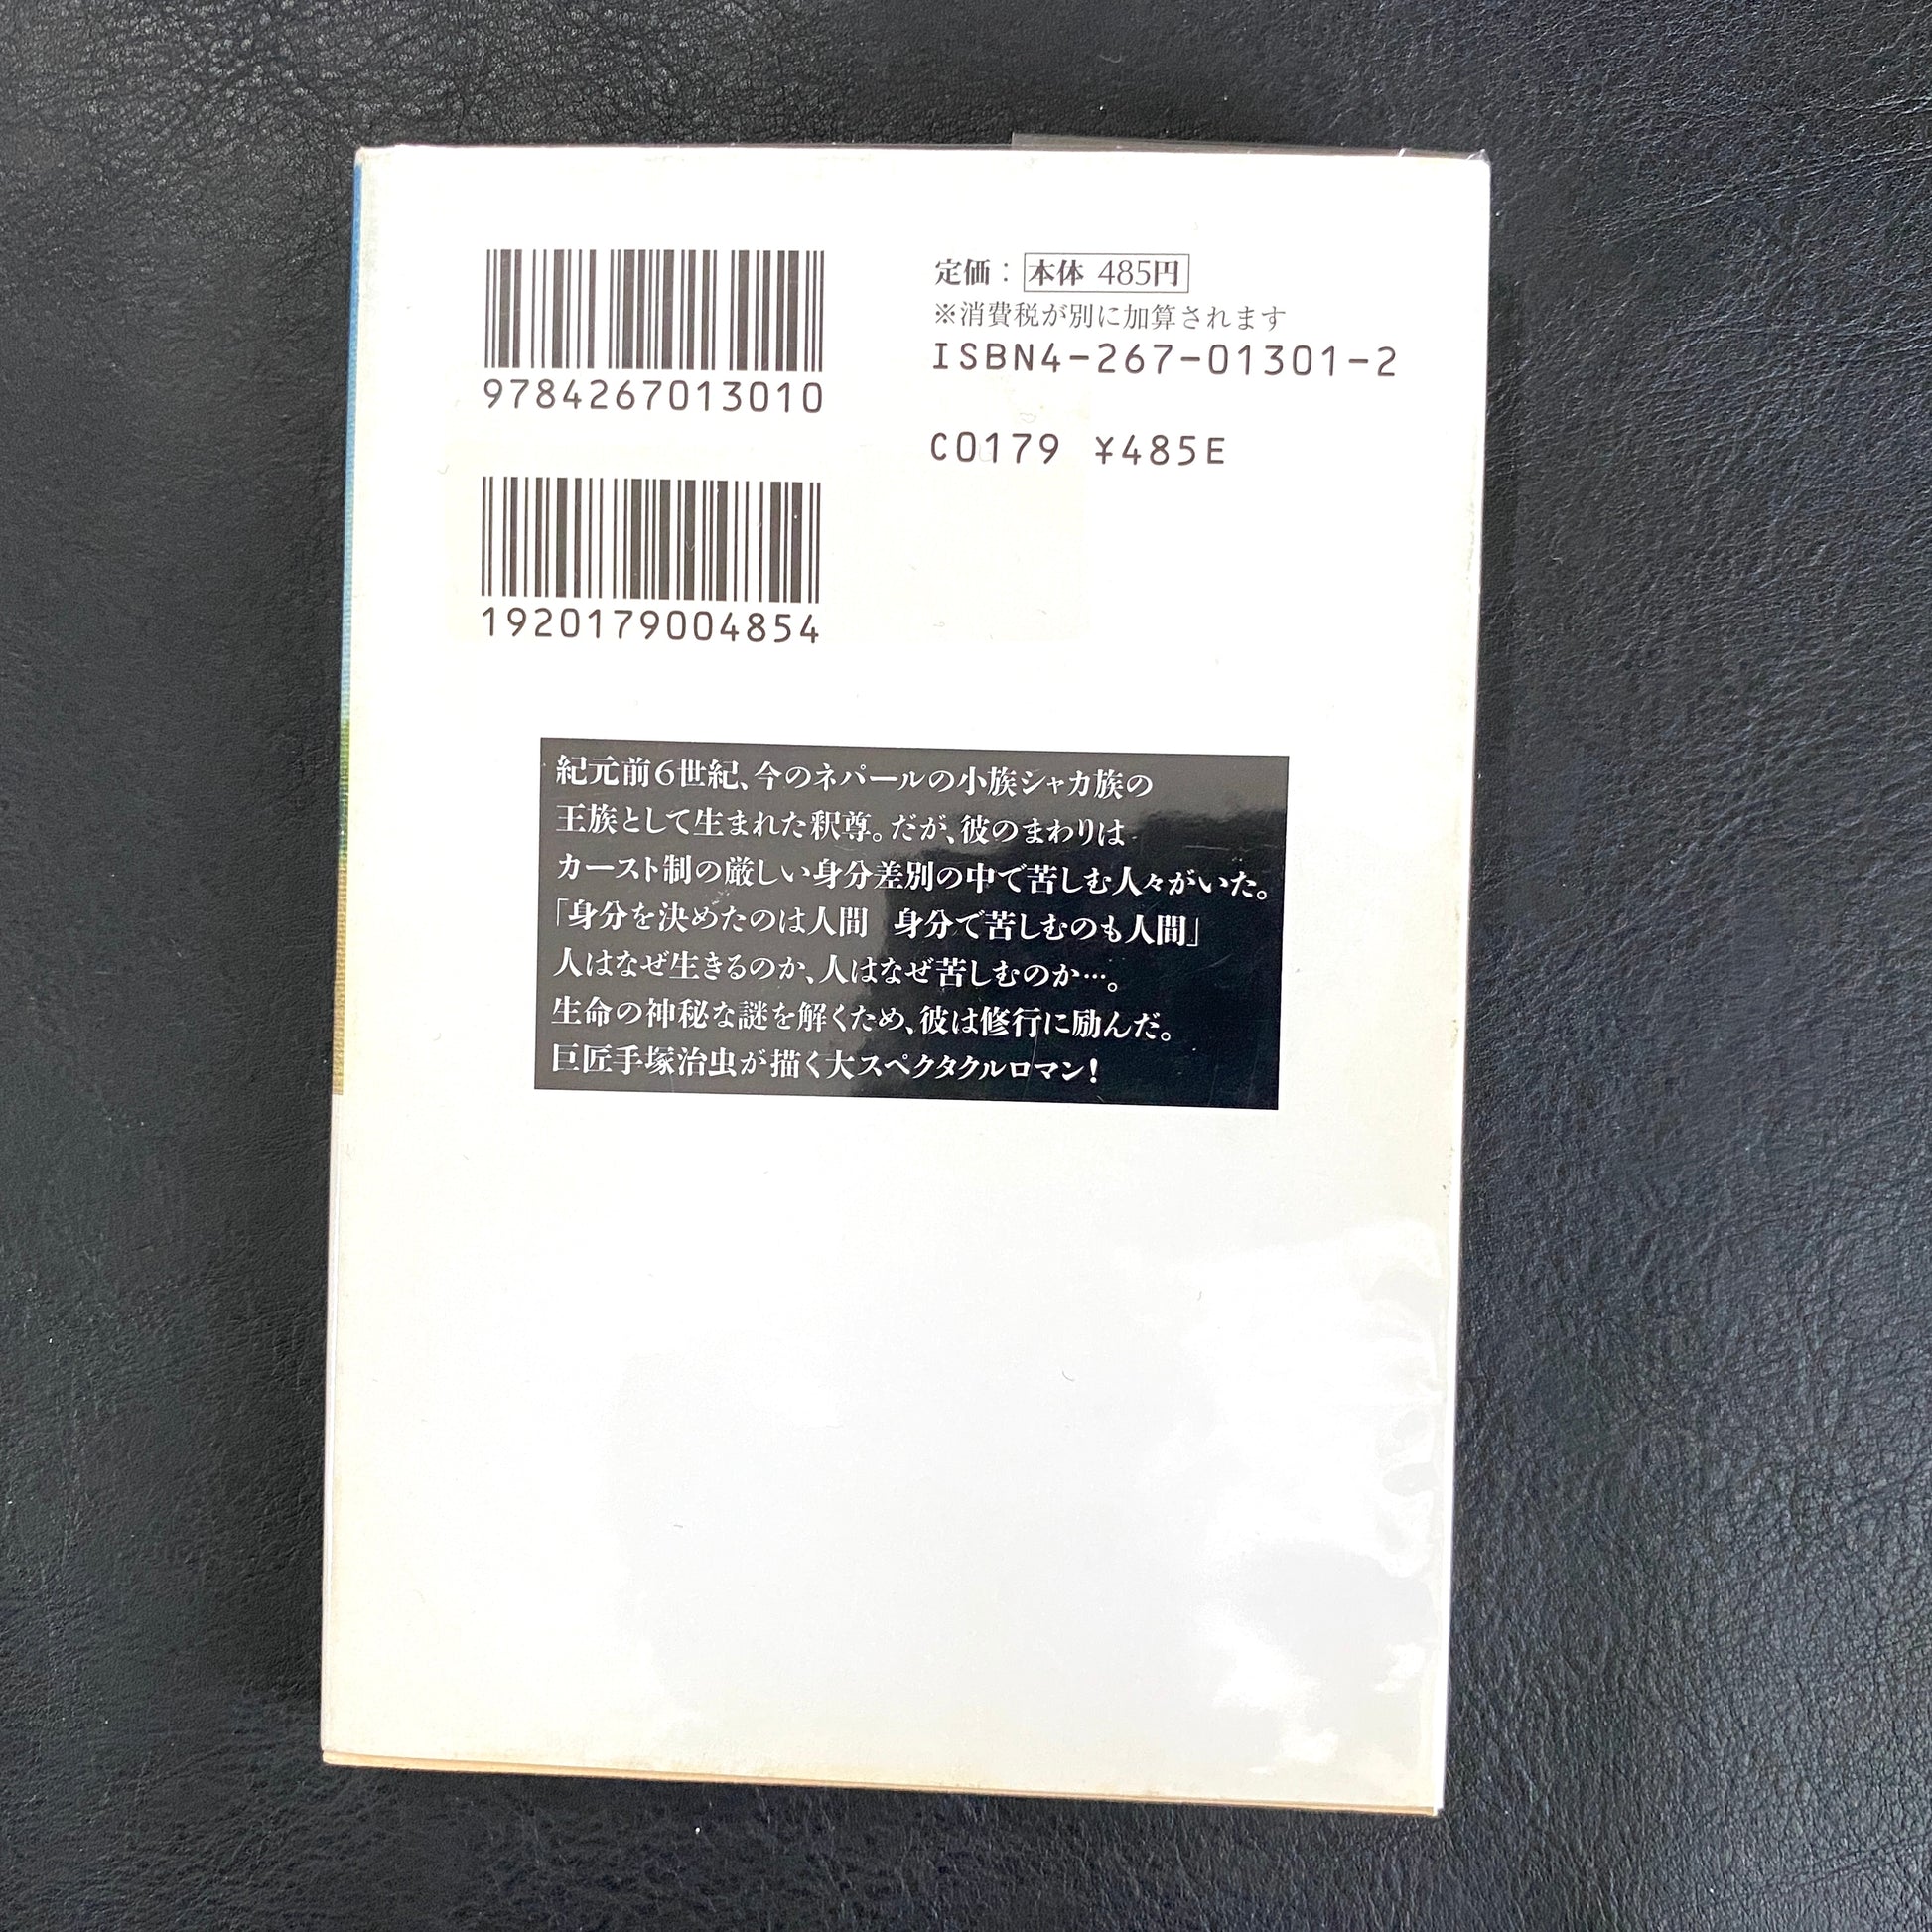 9784267013010
1920179004854
定価：本体 485円
※消費税が別に加算されます
ISBN4-267-01301-2
C0179 ¥485E
紀元前6世紀、今のネパールの小族シャカ族の
王族として生まれた釈尊。だが、彼のまわりは
カースト制の厳しい身分差別の中で苦しむ人々がいた。
「身分を決めたのは人間　身分で苦しむのも人間」
人はなぜ生きるのか、人はなぜ苦しむのか…。
生命の神秘な謎を解くため、彼は修行に励んだ。
巨匠手塚治虫が描く大スペクタクルロマン！